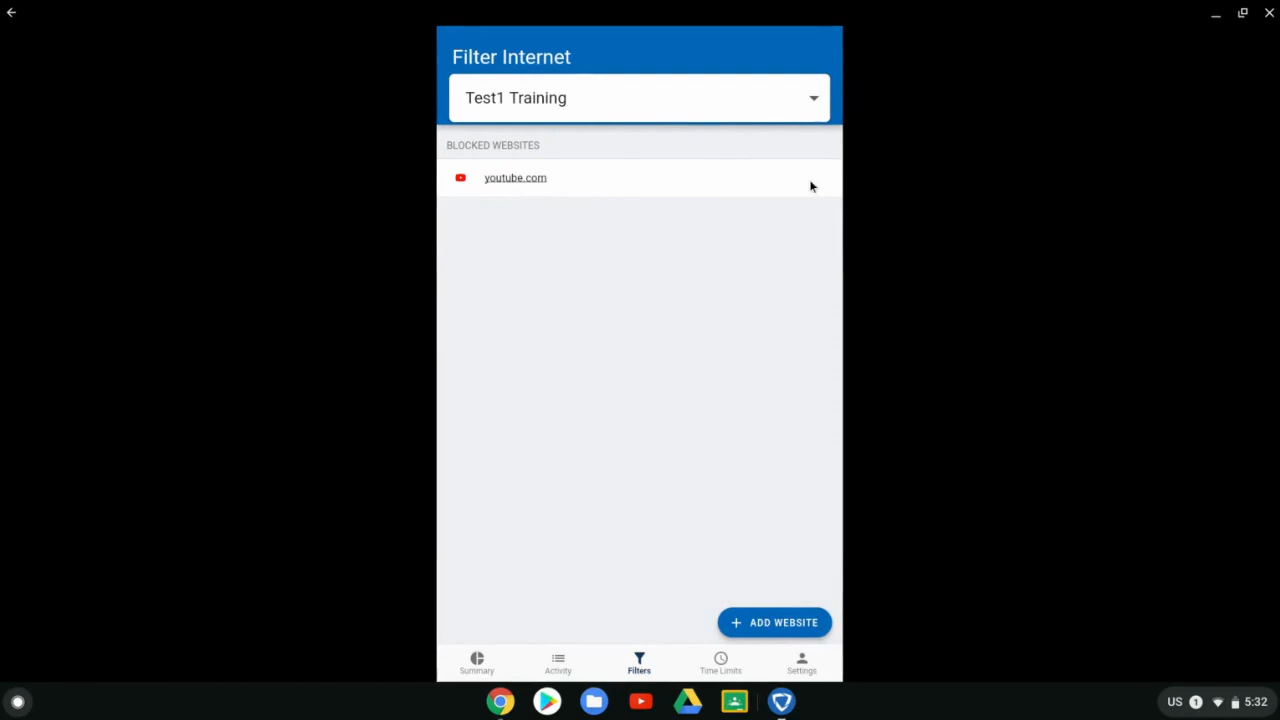 Filter Internet
Test1 Training
BLOCKED WEBSITES
youtube.com
+ ADD WEBSITE
Summary
Activity
Filters
Time Limits
Settings
US 1 5:32